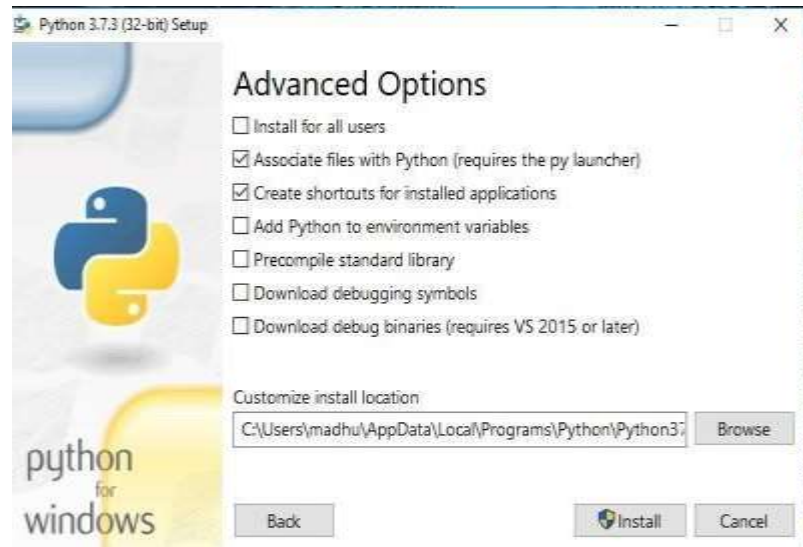 Python 3.7.3 (32-bit) Setup
Advanced Options
Install for all users
Associate files with Python (requires the py launcher)
Create shortcuts for installed applications
Add Python to environment variables
Precompile standard library
Download debugging symbols
Download debug binaries (requires VS 2015 or later)
Customize install location
C:\Users\madhu\AppData\Local\Programs\Python\Python37
Browse
python
for
windows
Back
Install
Cancel